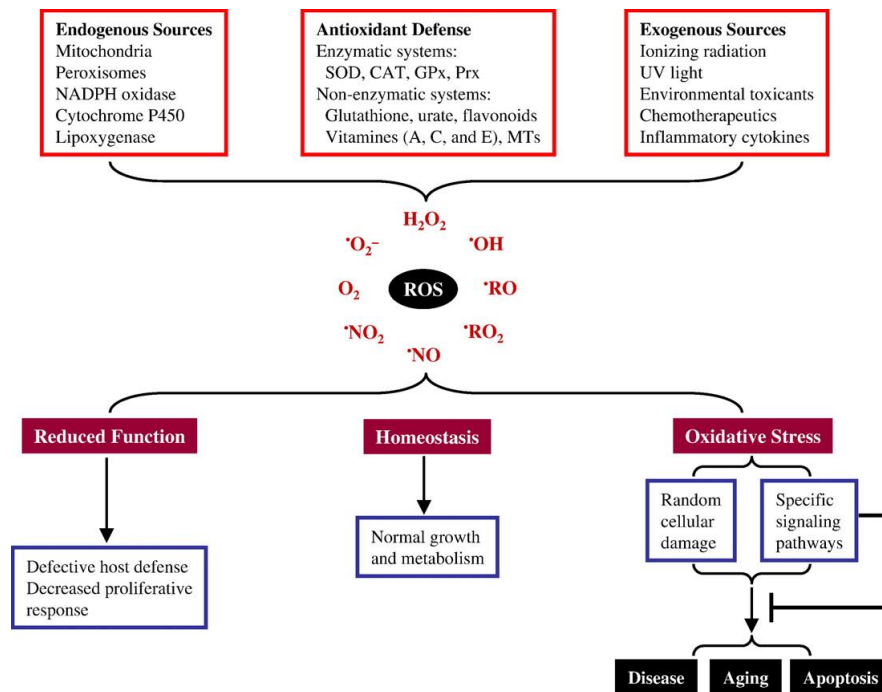 Endogenous Sources
Mitochondria
Peroxisomes
NADPH oxidase
Cytochrome P450
Lipoxygenase
Antioxidant Defense
Enzymatic systems:
SOD, CAT, GPx, Prx
Non-enzymatic systems:
Glutathione, urate, flavonoids
Vitamines (A, C, and E), MTs
Exogenous Sources
Ionizing radiation
UV light
Environmental toxicants
Chemotherapeutics
Inflammatory cytokines
H₂O₂
•O₂⁻
•OH
O₂
ROS
•RO
•NO₂
•RO₂
•NO
Reduced Function
Homeostasis
Oxidative Stress
Defective host defense
Decreased proliferative
response
Normal growth
and metabolism
Random
cellular
damage
Specific
signaling
pathways
Disease
Aging
Apoptosis